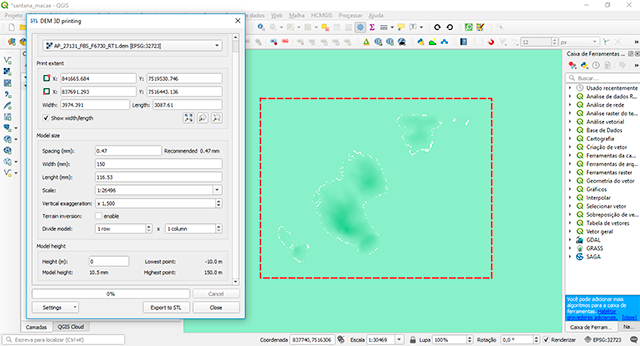 *santana_macae — QGIS
Projeto
de dados Web Malha HCMGIS Processar Ajuda
STL DEM 3D printing
AP_27131_FBS_F6730_RT1.dem [EPSG:32723]
Print extent
X: 841665.684 Y: 7519530.746
X: 837691.293 Y: 7516443.136
Width: 3974.391 Length: 3087.61
Show width/length
Model size
Spacing (mm): 0.47 Recommended 0.47 mm
Width (mm): 150
Lenght (mm): 116.53
Scale: 1:26496
Vertical exaggeration: x 1,500
Terrain inversion: enable
Divide model: 1 row x 1 column
Model height
Height (m): 0 Lowest point: -10.0 m
Model height: 10.5 mm Highest point: 150.0 m
0% Cancel
Settings Export to STL Close
12 px
Caixa de Ferramentas
Buscar...
Usado recentemente
Análise de dados R
Análise de rede
Análise raster do te
Análise vetorial
Base de Dados
Cartografia
Criação de vetor
Ferramentas da ca
Ferramentas de arq
Ferramentas raster
Geometria do vetor
Gráficos
Interpolar
Selecionar vetor
Sobreposição de ve
Tabela de Vetores
Vetor geral
GDAL
GRASS
SAGA
Você pode adicionar mais
algoritmos para a caixa de
ferramentas. Habilitar
provedores adicionais. [close]
Camadas QGIS Cloud
Caixa de Ferram... Na...
Escreva para localizar (Ctrl+K) Coordenada 837740,7516306 Escala 1:30469 Lupa 100% Rotação 0,0 ° Renderizar EPSG:32723